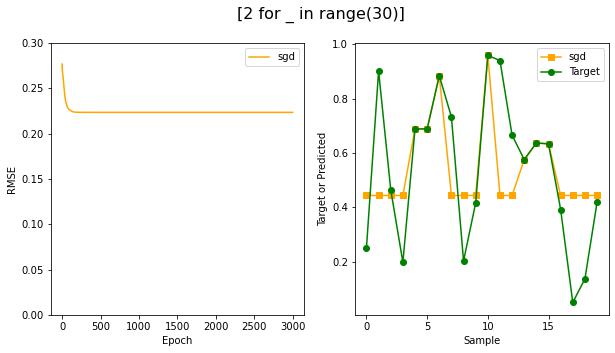 [2 for _ in range(30)]
0.30
0.25
0.20
0.15
0.10
0.05
0.00
RMSE
0 500 1000 1500 2000 2500 3000
Epoch
sgd
1.0
0.8
0.6
0.4
0.2
Target or Predicted
0 5 10 15
Sample
sgd
Target